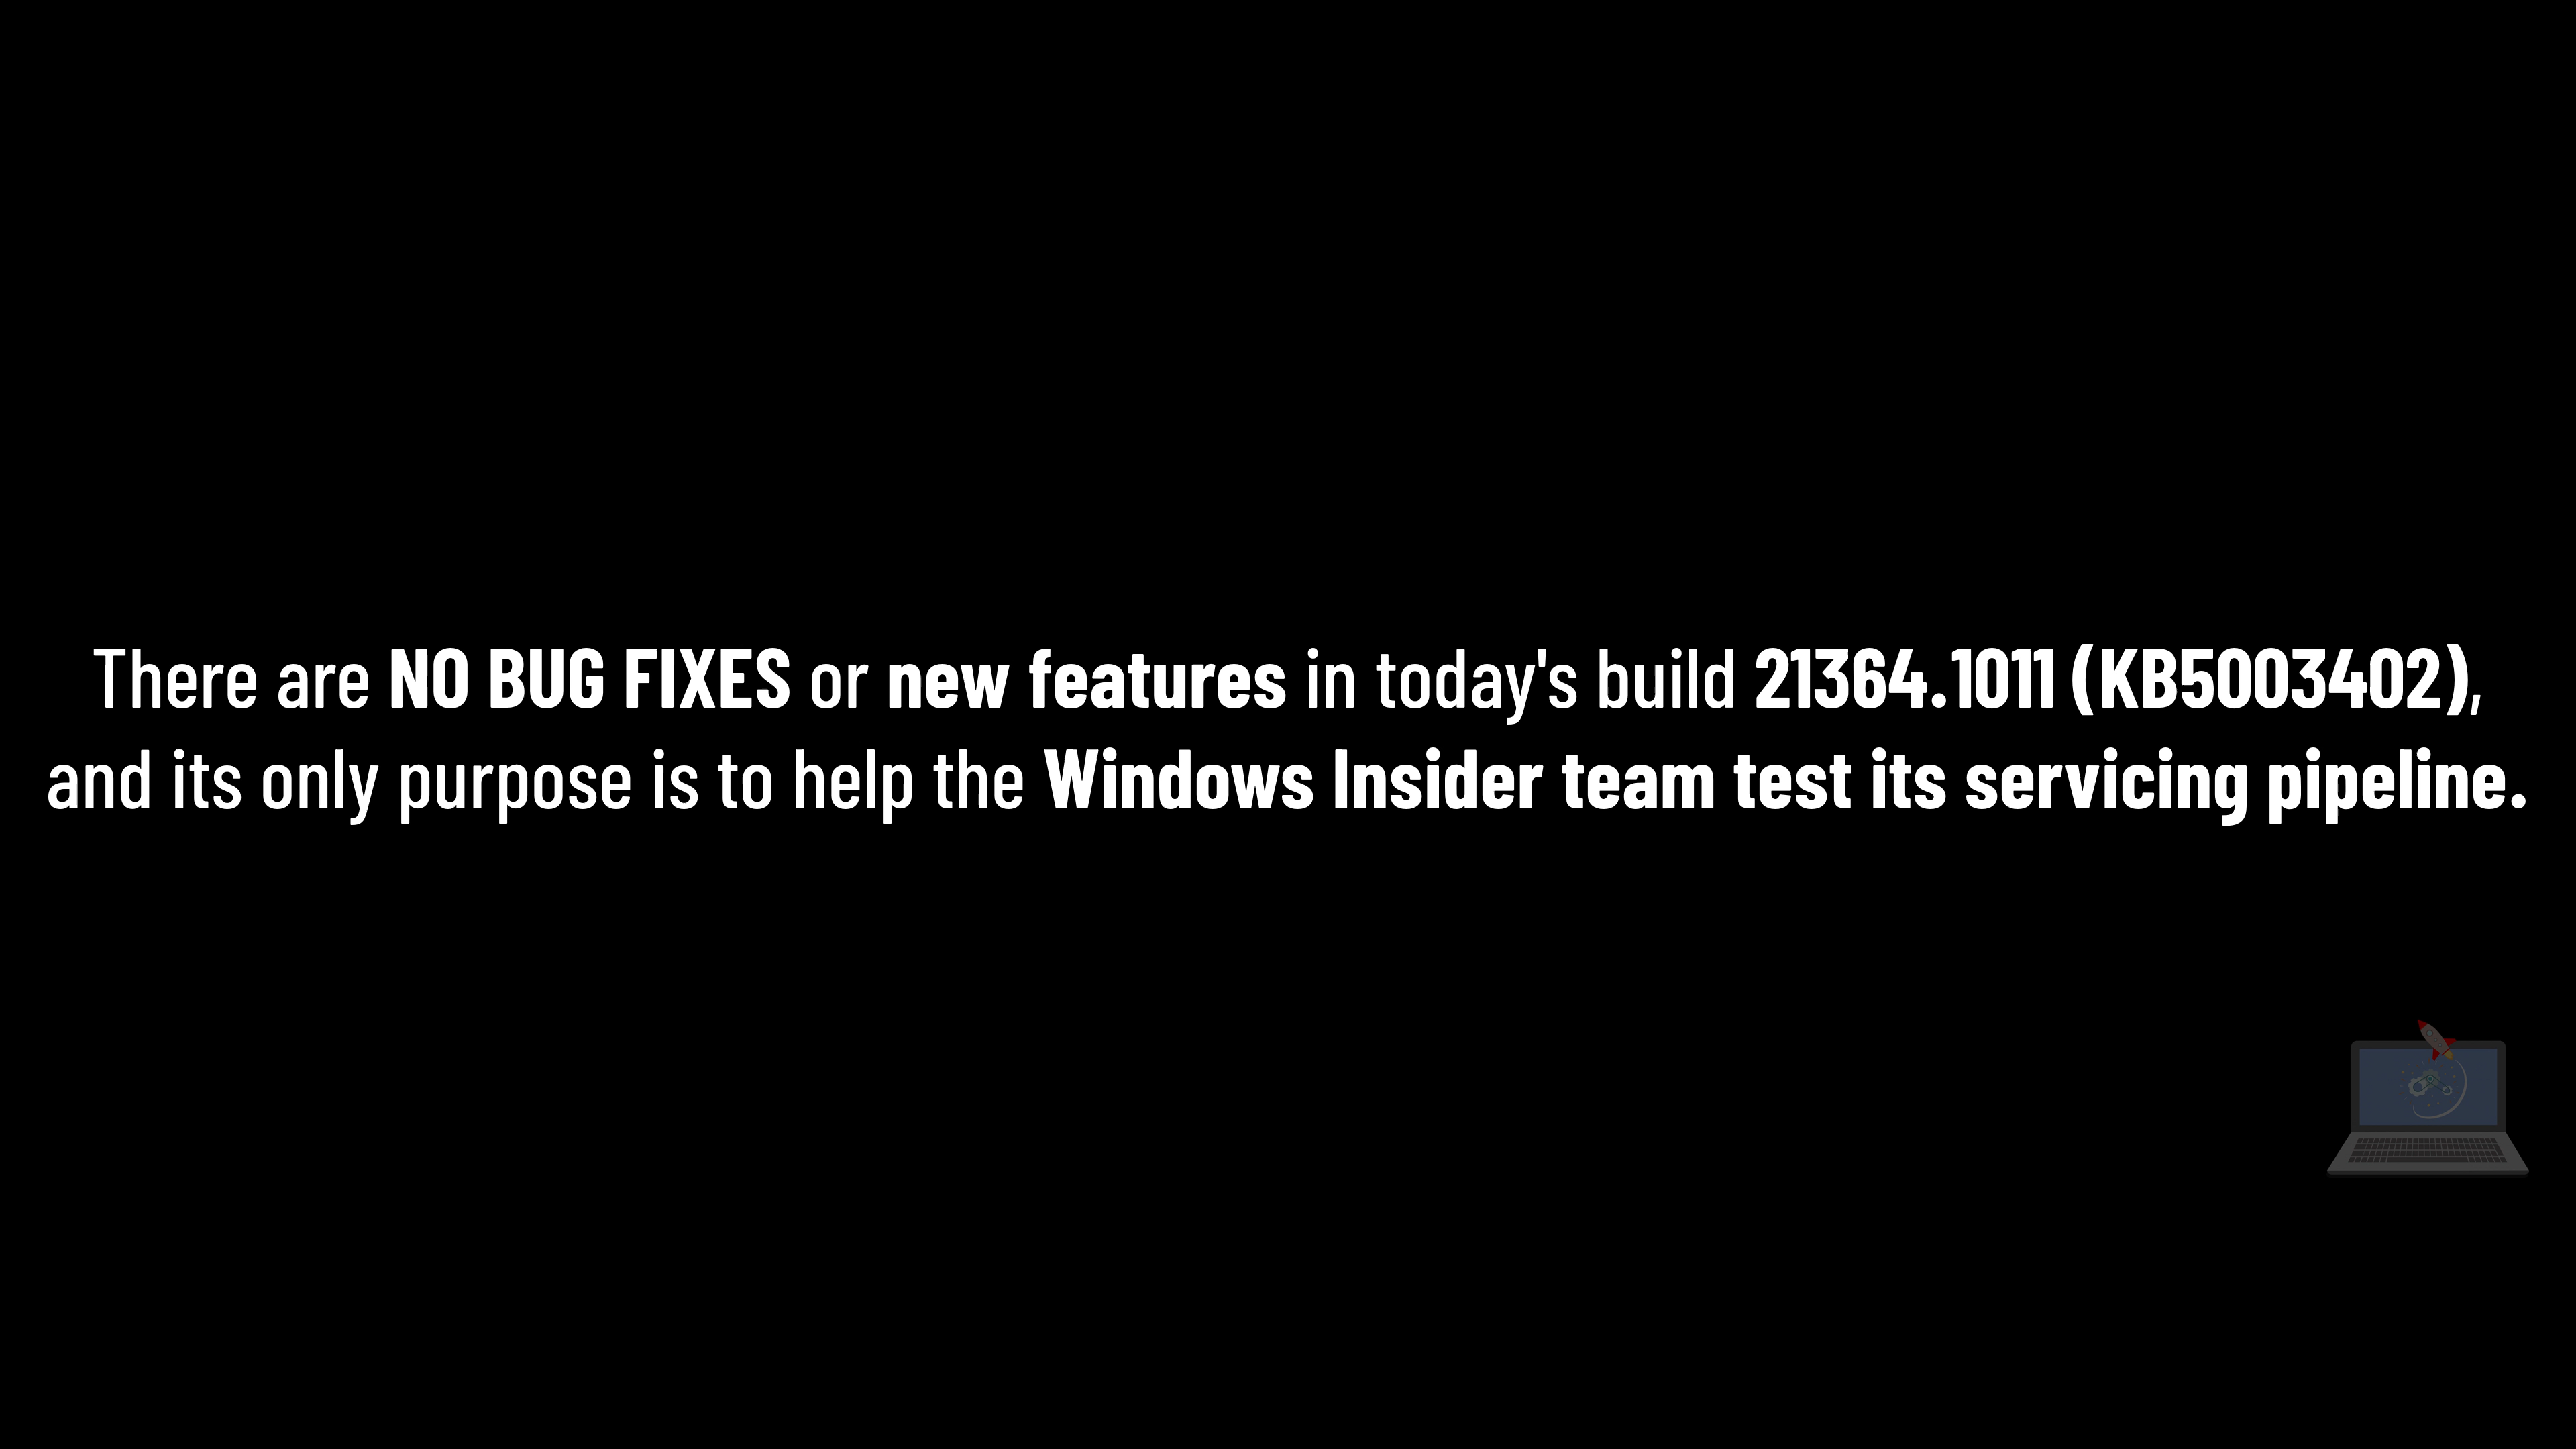 There are NO BUG FIXES or new features in today's build 21364.1011 (KB5003402),
and its only purpose is to help the Windows Insider team test its servicing pipeline.